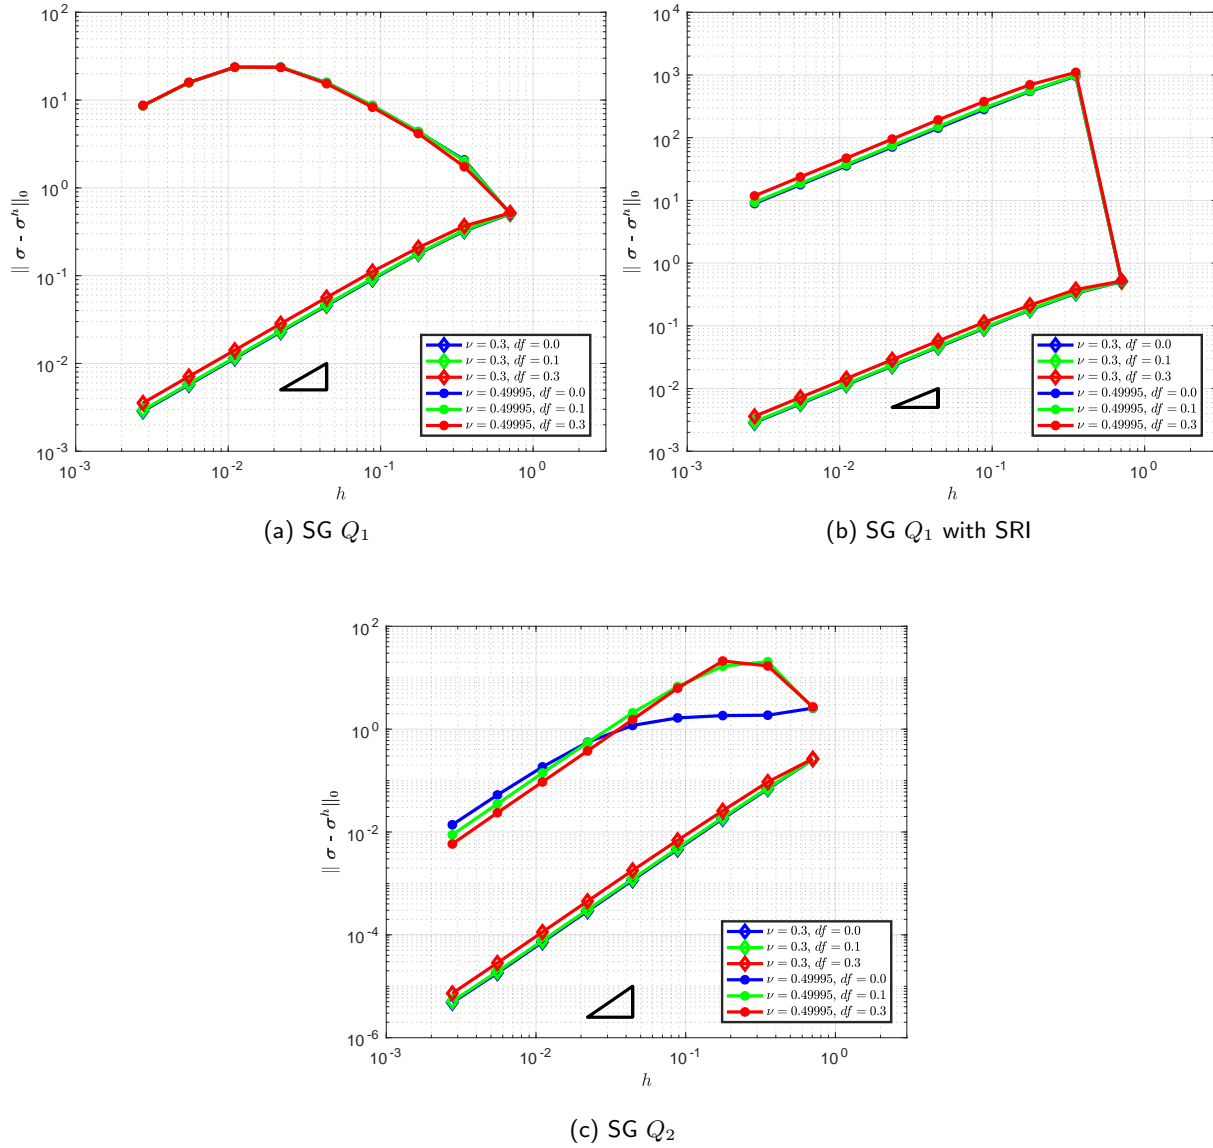 10^2
10^1
10^0
10^-1
10^-2
10^-3
10^-3 10^-2 10^-1 10^0
‖ σ - σ^h ‖_0
h
ν = 0.3, df = 0.0
ν = 0.3, df = 0.1
ν = 0.3, df = 0.3
ν = 0.49995, df = 0.0
ν = 0.49995, df = 0.1
ν = 0.49995, df = 0.3
(a) SG Q_1
10^4
10^3
10^2
10^1
10^0
10^-1
10^-2
10^-3
10^-3 10^-2 10^-1 10^0
‖ σ - σ^h ‖_0
h
ν = 0.3, df = 0.0
ν = 0.3, df = 0.1
ν = 0.3, df = 0.3
ν = 0.49995, df = 0.0
ν = 0.49995, df = 0.1
ν = 0.49995, df = 0.3
(b) SG Q_1 with SRI
10^2
10^0
10^-2
10^-4
10^-6
10^-3 10^-2 10^-1 10^0
‖ σ - σ^h ‖_0
h
ν = 0.3, df = 0.0
ν = 0.3, df = 0.1
ν = 0.3, df = 0.3
ν = 0.49995, df = 0.0
ν = 0.49995, df = 0.1
ν = 0.49995, df = 0.3
(c) SG Q_2